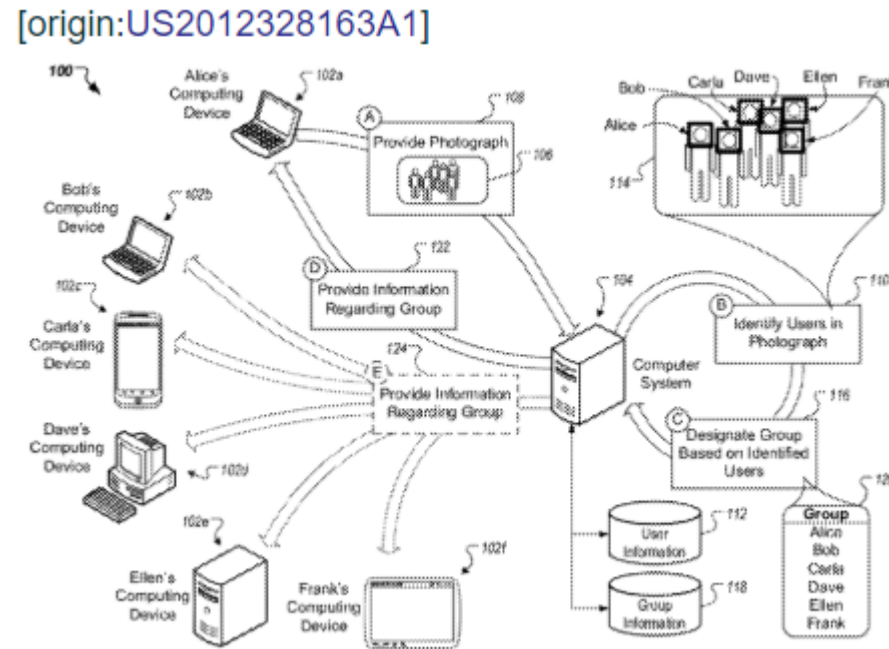 [origin:US2012328163A1]
100
Alice's
Computing
Device
102a
A
108
Provide Photograph
106
Bob
Carla
Dave
Ellen
Fran
Alice
114
Bob's
Computing
Device
102b
D
122
Provide Information
Regarding Group
104
B
110
Identify Users in
Photograph
102c
Carla's
Computing
Device
124
E
Provide Information
Regarding Group
Computer
System
116
C
Designate Group
Based on Identified
Users
Dave's
Computing
Device
102d
12
Group
Alice
Bob
Carla
Dave
Ellen
Frank
102e
Ellen's
Computing
Device
102f
Frank's
Computing
Device
User
Information
112
Group
Information
118